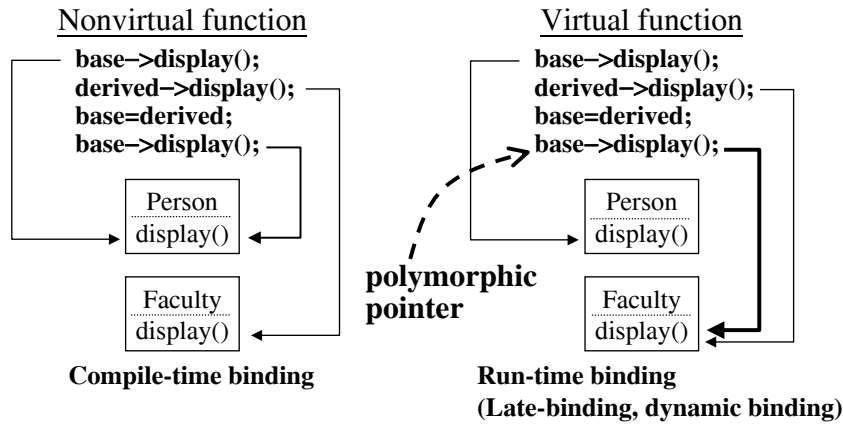 Nonvirtual function
base–>display();
derived–>display();
base=derived;
base–>display();
Person
display()
Faculty
display()
Compile-time binding
Virtual function
base–>display();
derived–>display();
base=derived;
base–>display();
Person
display()
polymorphic
pointer
Faculty
display()
Run-time binding
(Late-binding, dynamic binding)